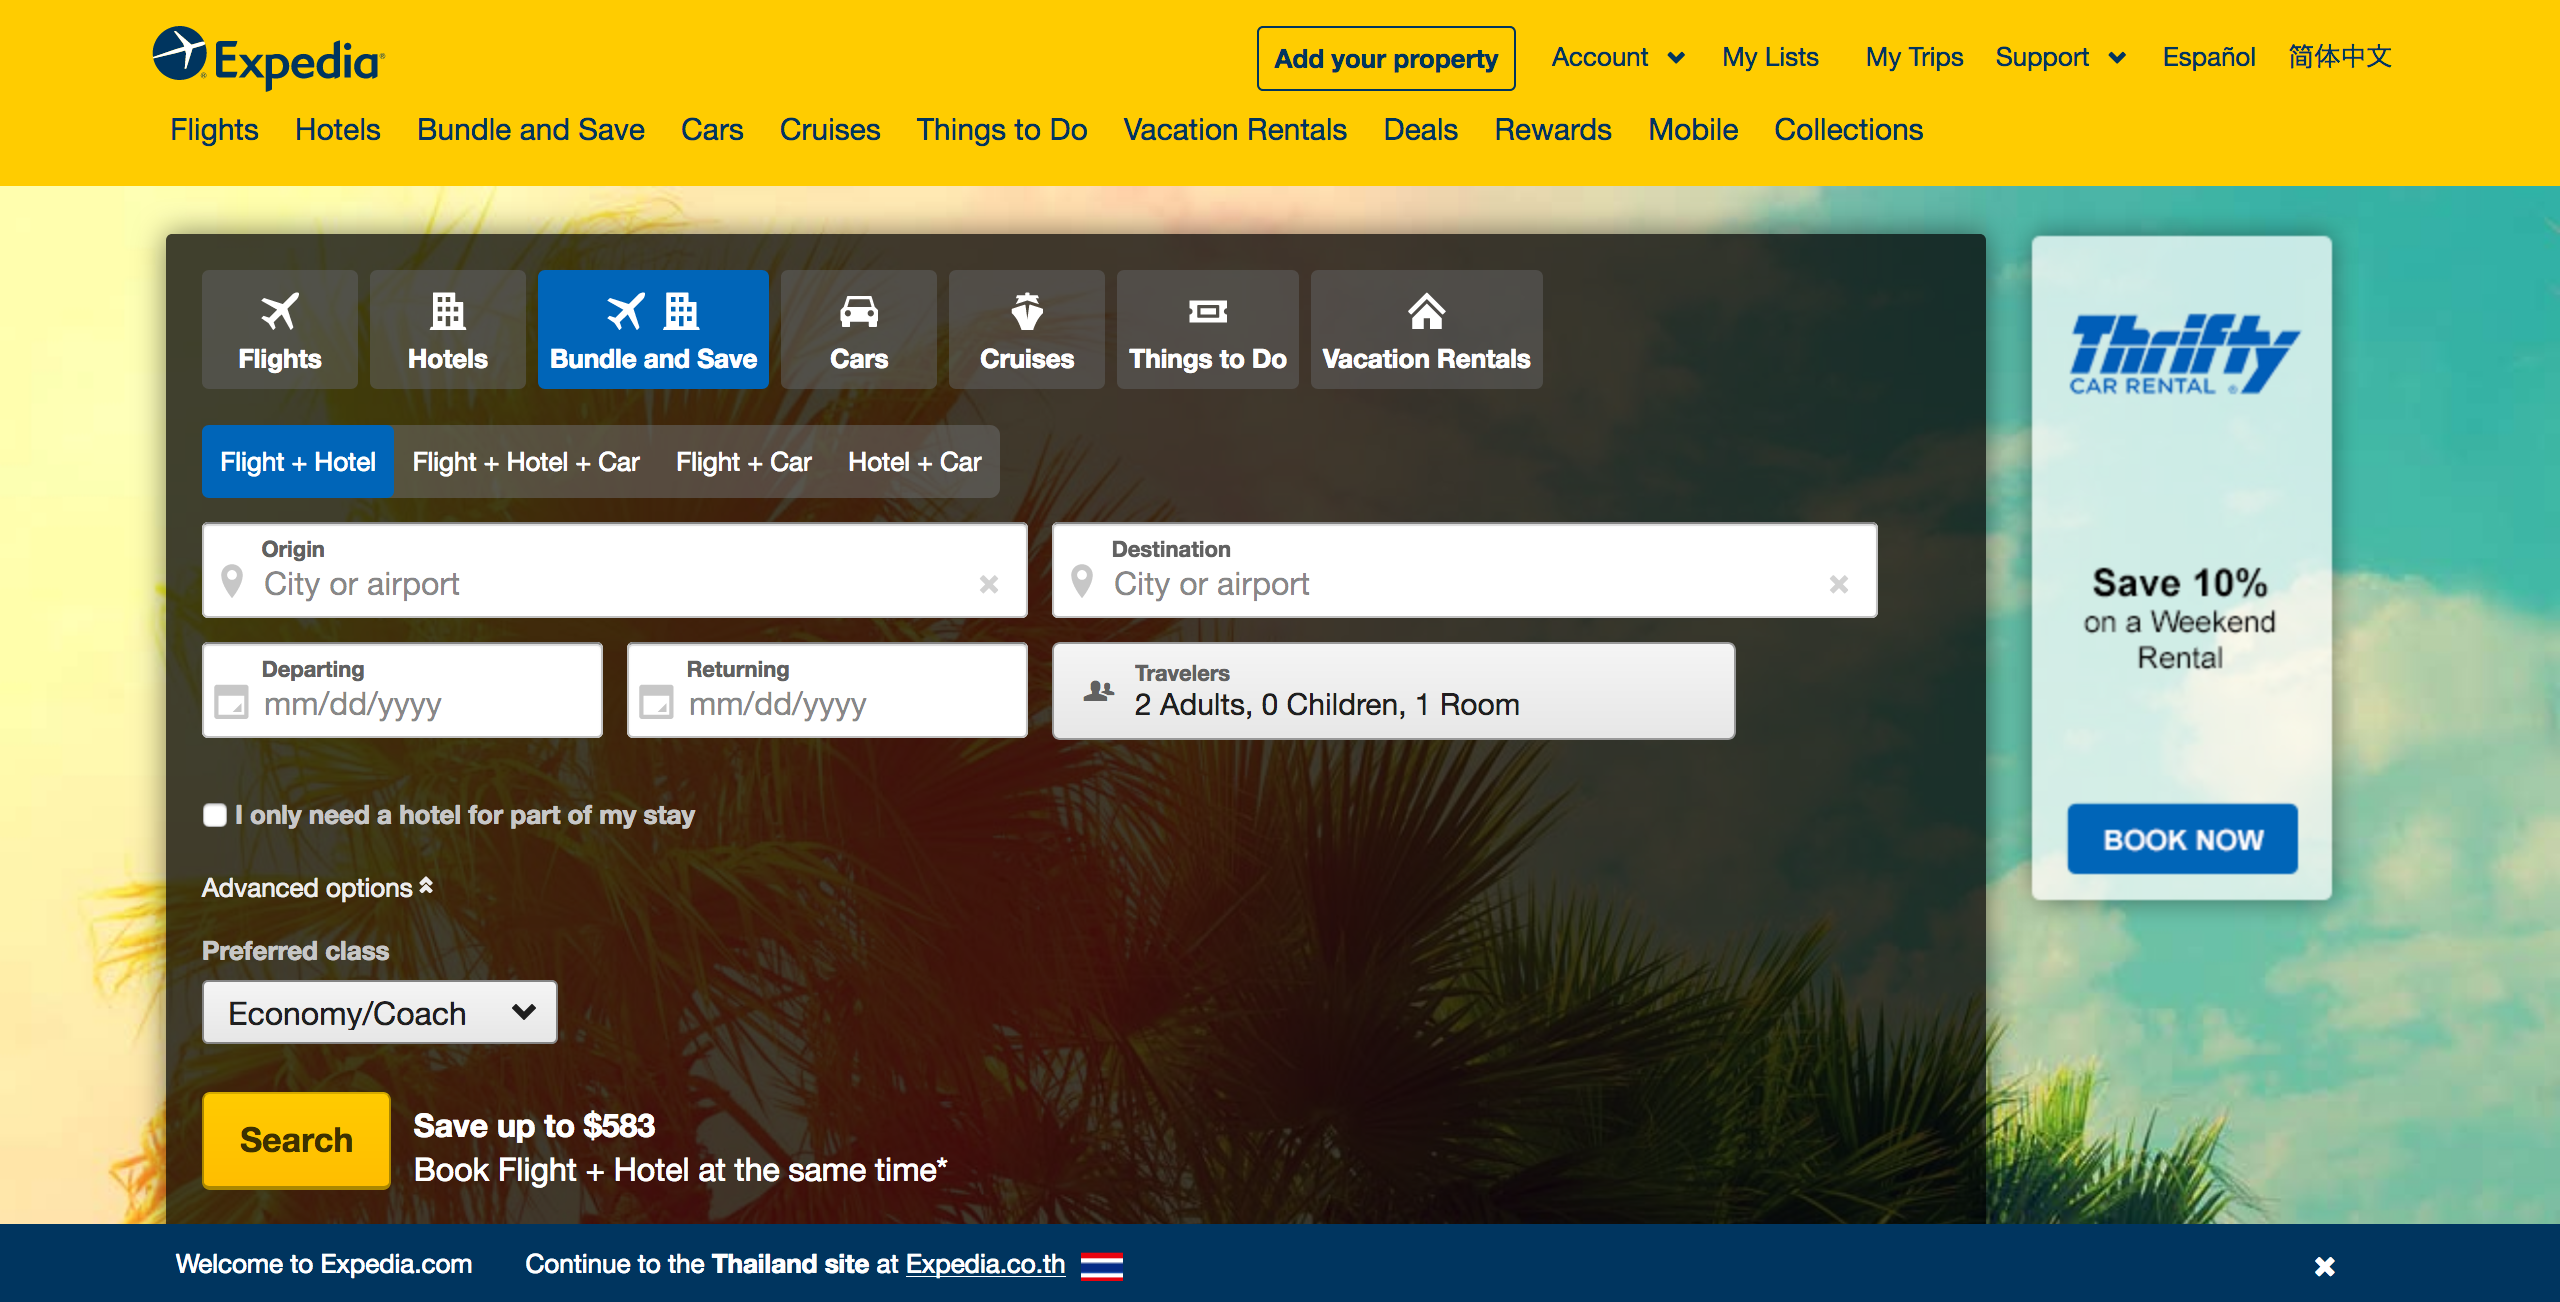 Expedia
Add your property
Account
My Lists
My Trips
Support
Español
简体中文
Flights Hotels Bundle and Save Cars Cruises Things to Do Vacation Rentals Deals Rewards Mobile Collections
Flights
Hotels
Bundle and Save
Cars
Cruises
Things to Do
Vacation Rentals
Flight + Hotel
Flight + Hotel + Car
Flight + Car
Hotel + Car
Origin
City or airport
Destination
City or airport
Departing
mm/dd/yyyy
Returning
mm/dd/yyyy
Travelers
2 Adults, 0 Children, 1 Room
I only need a hotel for part of my stay
Advanced options
Preferred class
Economy/Coach
Search
Save up to $583
Book Flight + Hotel at the same time*
Thrifty
CAR RENTAL ®
Save 10%
on a Weekend
Rental
BOOK NOW
Welcome to Expedia.com
Continue to the Thailand site at Expedia.co.th